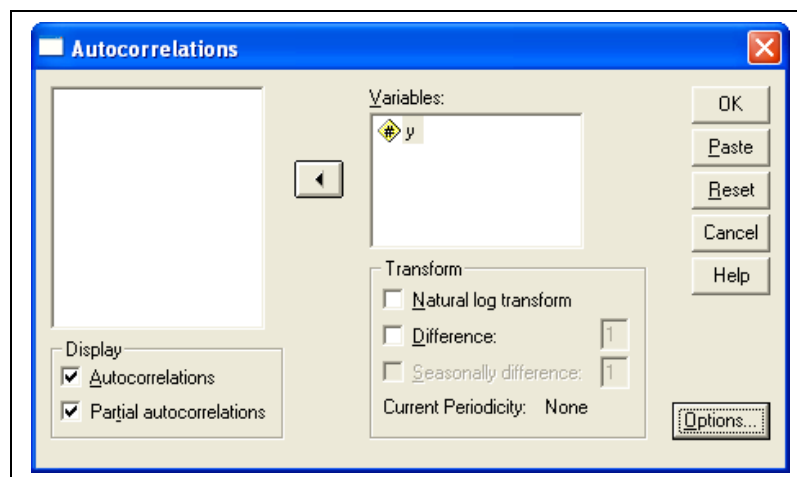 Autocorrelations
Variables:
# y
OK
Paste
Reset
Cancel
Help
Transform
Natural log transform
Difference: 1
Seasonally difference: 1
Current Periodicity: None
Display
Autocorrelations
Partial autocorrelations
Options...